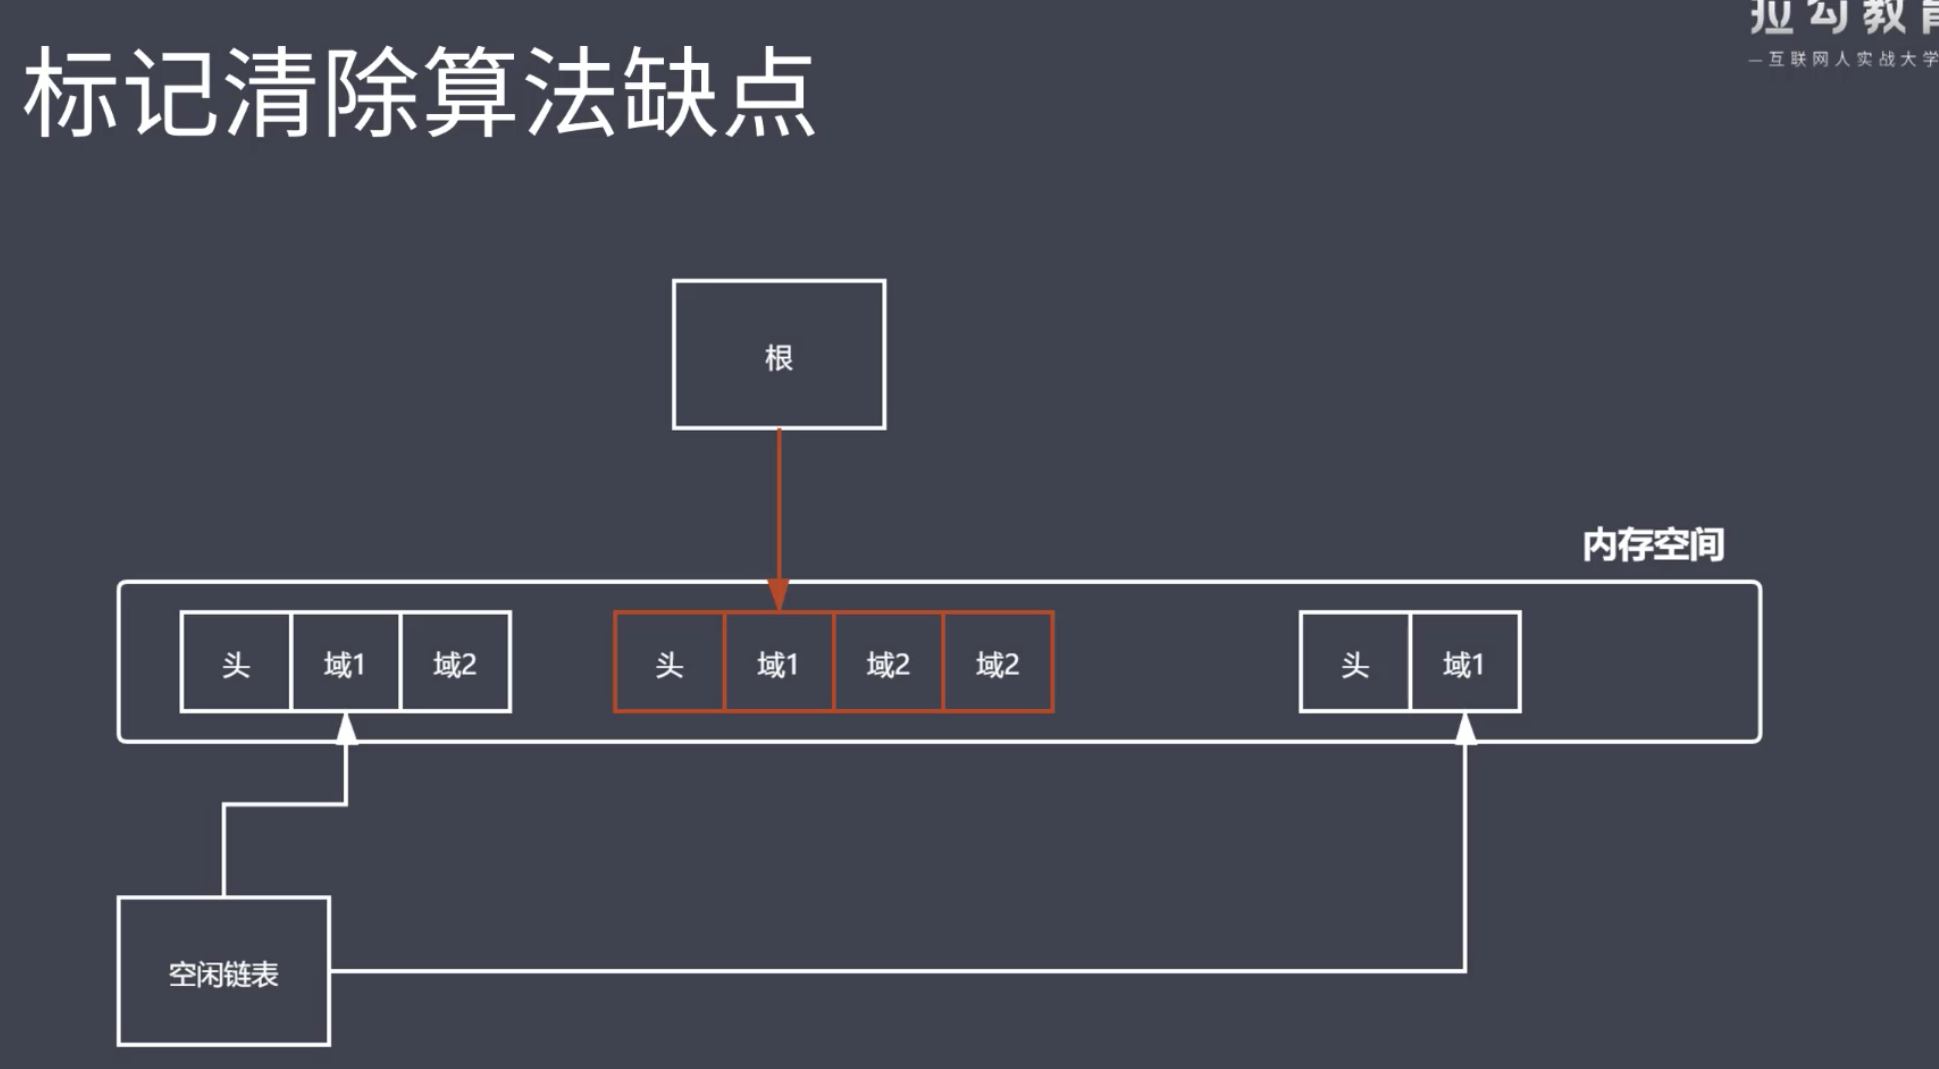 拉勾教育
—互联网人实战大学
标记清除算法缺点
根
内存空间
头 域1 域2
头 域1 域2 域2
头 域1
空闲链表